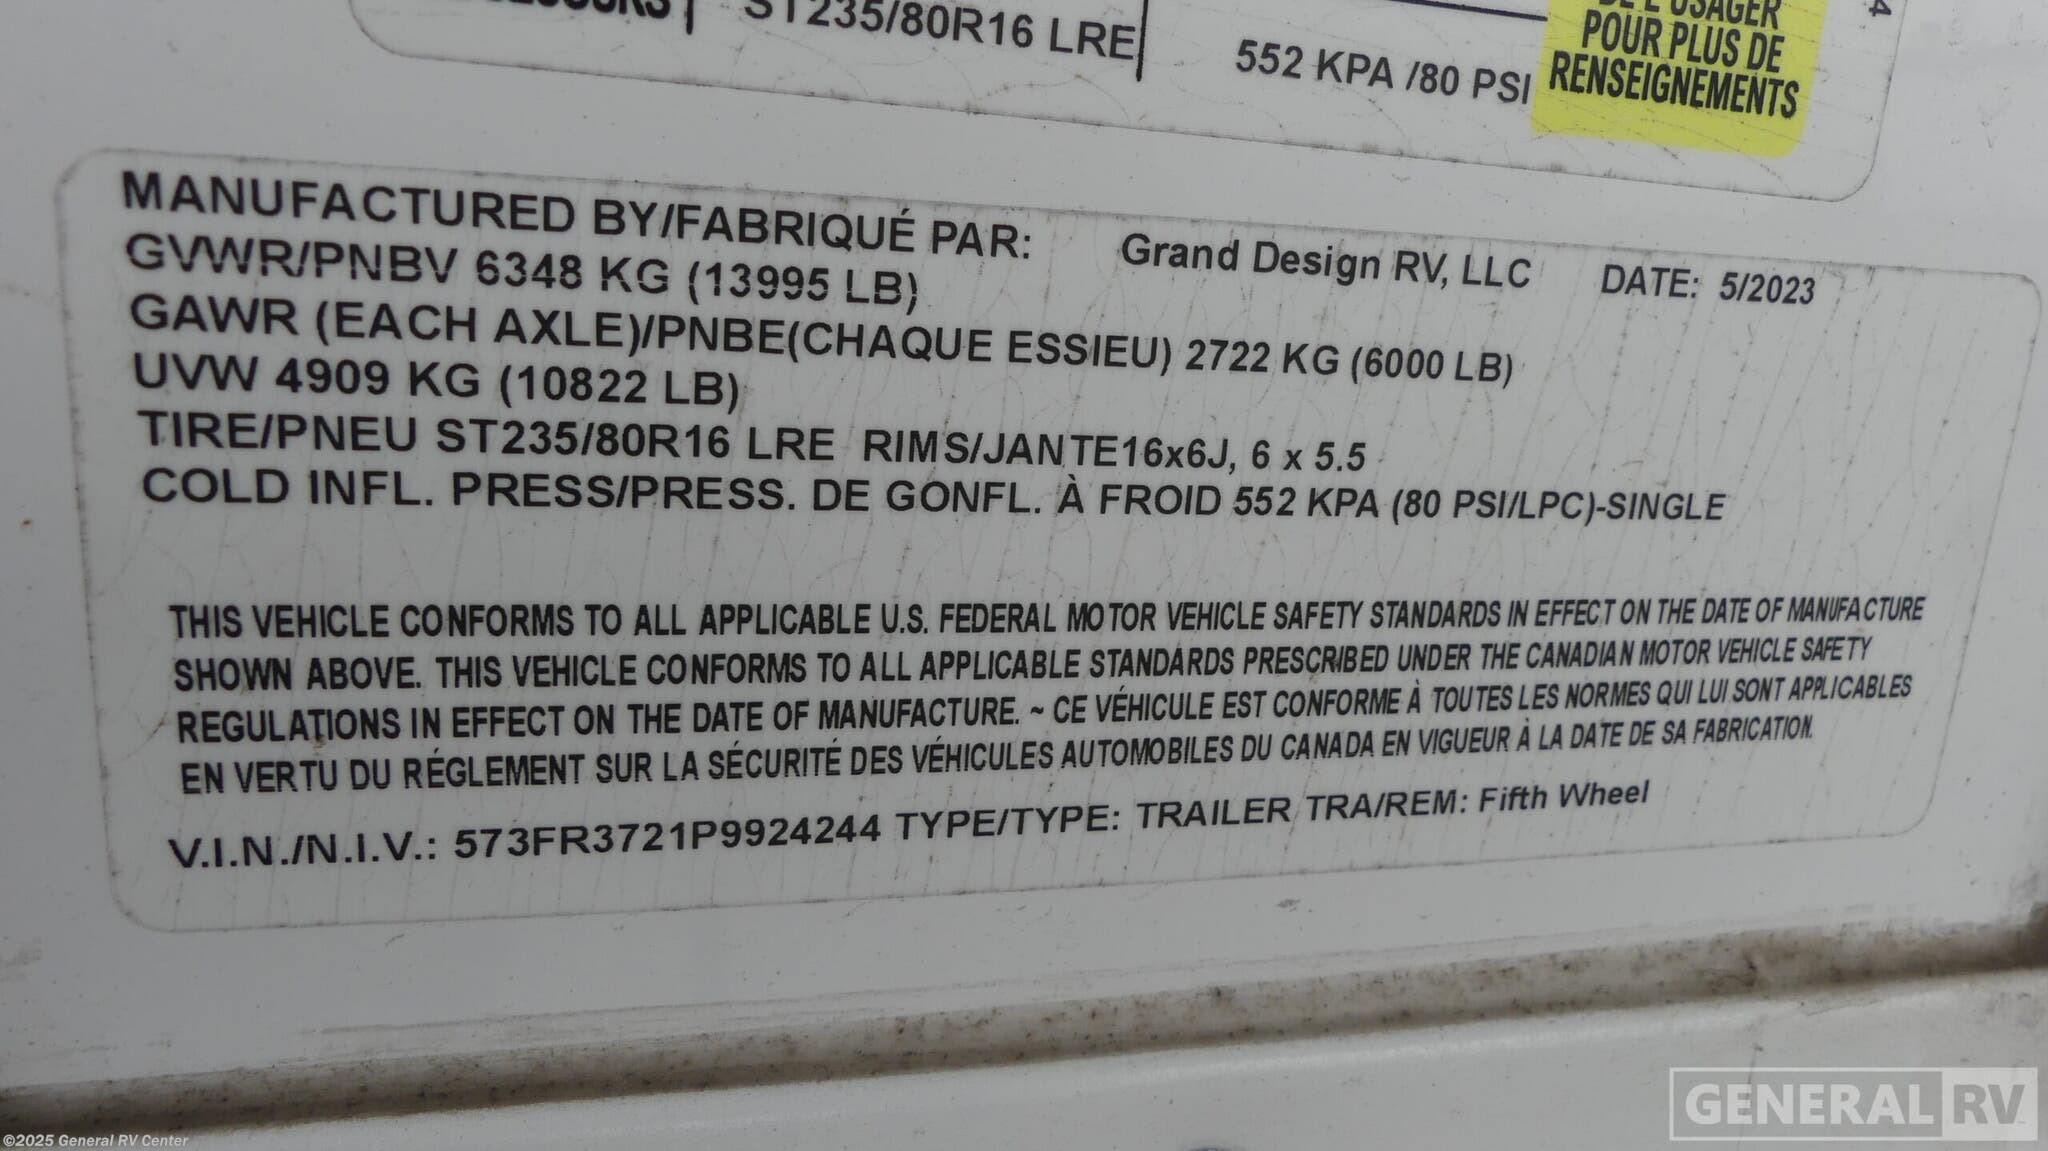 ST235/80R16 LRE
552 KPA /80 PSI
DE L'USAGER
POUR PLUS DE
RENSEIGNEMENTS
MANUFACTURED BY/FABRIQUÉ PAR: Grand Design RV, LLC DATE: 5/2023
GVWR/PNBV 6348 KG (13995 LB)
GAWR (EACH AXLE)/PNBE(CHAQUE ESSIEU) 2722 KG (6000 LB)
UVW 4909 KG (10822 LB)
TIRE/PNEU ST235/80R16 LRE RIMS/JANTE16x6J, 6 x 5.5
COLD INFL. PRESS/PRESS. DE GONFL. À FROID 552 KPA (80 PSI/LPC)-SINGLE
THIS VEHICLE CONFORMS TO ALL APPLICABLE U.S. FEDERAL MOTOR VEHICLE SAFETY STANDARDS IN EFFECT ON THE DATE OF MANUFACTURE
SHOWN ABOVE. THIS VEHICLE CONFORMS TO ALL APPLICABLE STANDARDS PRESCRIBED UNDER THE CANADIAN MOTOR VEHICLE SAFETY
REGULATIONS IN EFFECT ON THE DATE OF MANUFACTURE. ~ CE VÉHICULE EST CONFORME À TOUTES LES NORMES QUI LUI SONT APPLICABLES
EN VERTU DU RÉGLEMENT SUR LA SÉCURITÉ DES VÉHICULES AUTOMOBILES DU CANADA EN VIGUEUR À LA DATE DE SA FABRICATION.
V.I.N./N.I.V.: 573FR3721P9924244 TYPE/TYPE: TRAILER TRA/REM: Fifth Wheel
GENERAL RV
©2025 General RV Center